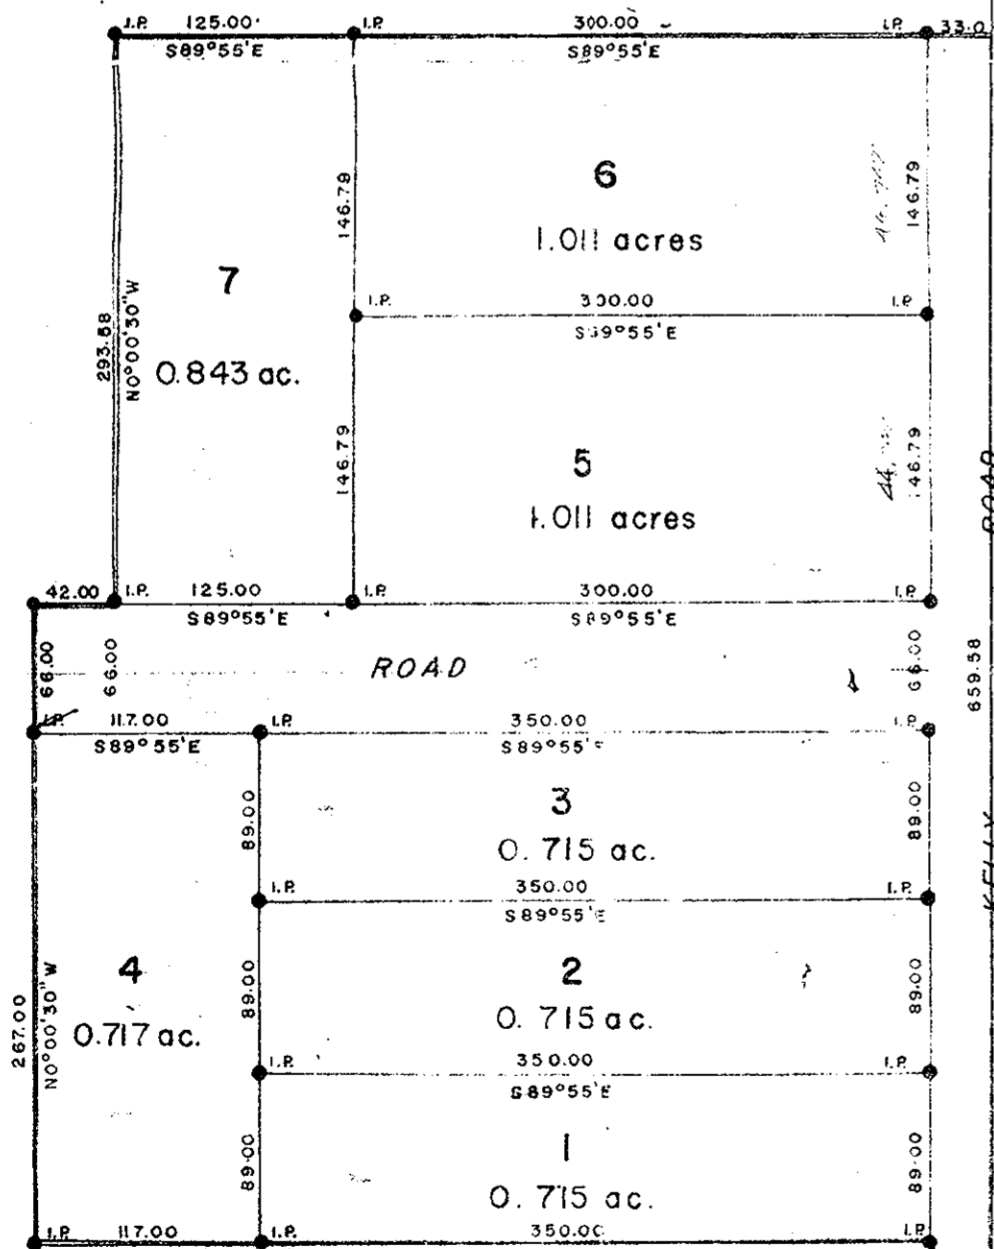 I.P. 125.00' I.P. 300.00 I.P. 33.0
S89°55'E S89°55'E
6
1.011 acres
146.79 146.79
7
0.843 ac.
293.58
N0°00'30"W
I.P. 300.00 I.P.
S89°55'E
5
1.011 acres
146.79 146.79
42.00 I.P. 125.00 I.P. 300.00 I.P.
S89°55'E S89°55'E
66.00 66.00 ROAD 66.00
659.58
KELLY ROAD
I.P. 117.00 I.P. 350.00 I.P.
S89°55'E S89°55'E
3
0.715 ac.
89.00 89.00
I.P. 350.00 I.P.
S89°55'E
4
0.717 ac.
267.00
N0°00'30"W
2
0.715 ac.
89.00 89.00
I.P. 350.00 I.P.
S89°55'E
1
0.715 ac.
89.00 89.00
I.P. 117.00 I.P. 350.00 I.P.